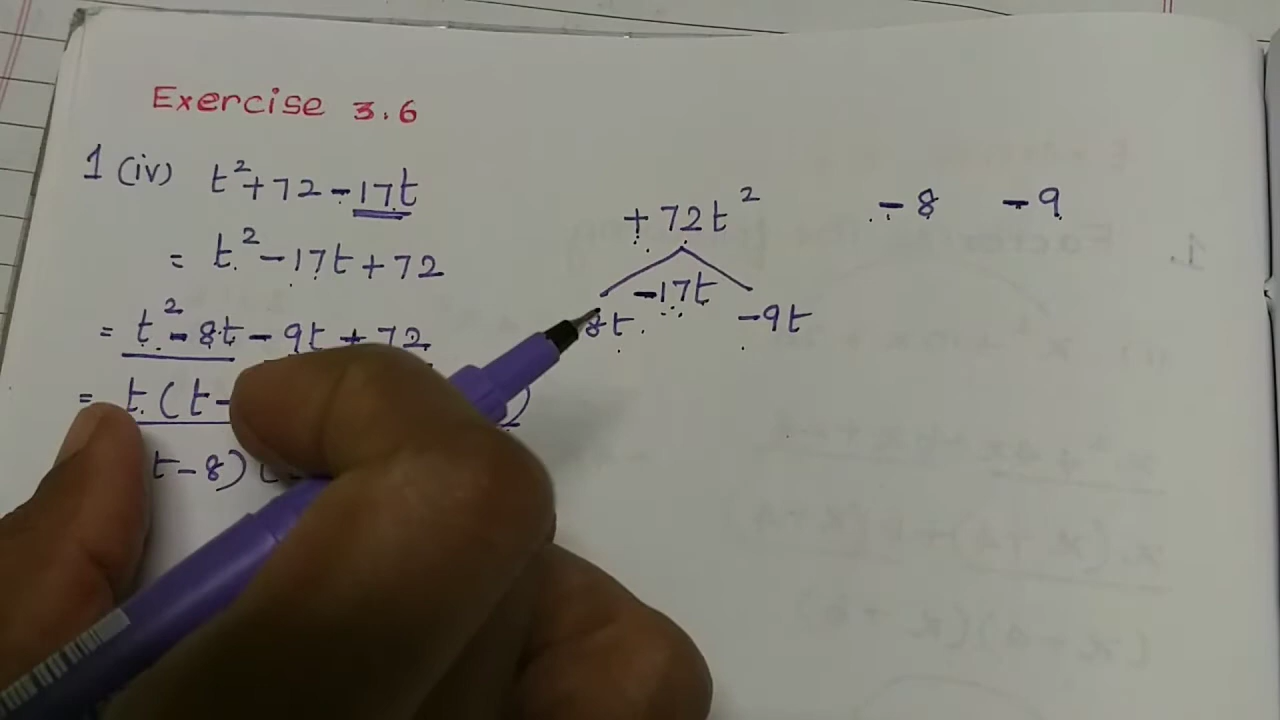 Exercise 3.6
1 (iv) t²+72-17t
= t²-17t+72
= t²-8t-9t+72
= t(t-
t-8)(
+72t²
-17t
8t -9t
-8 -9